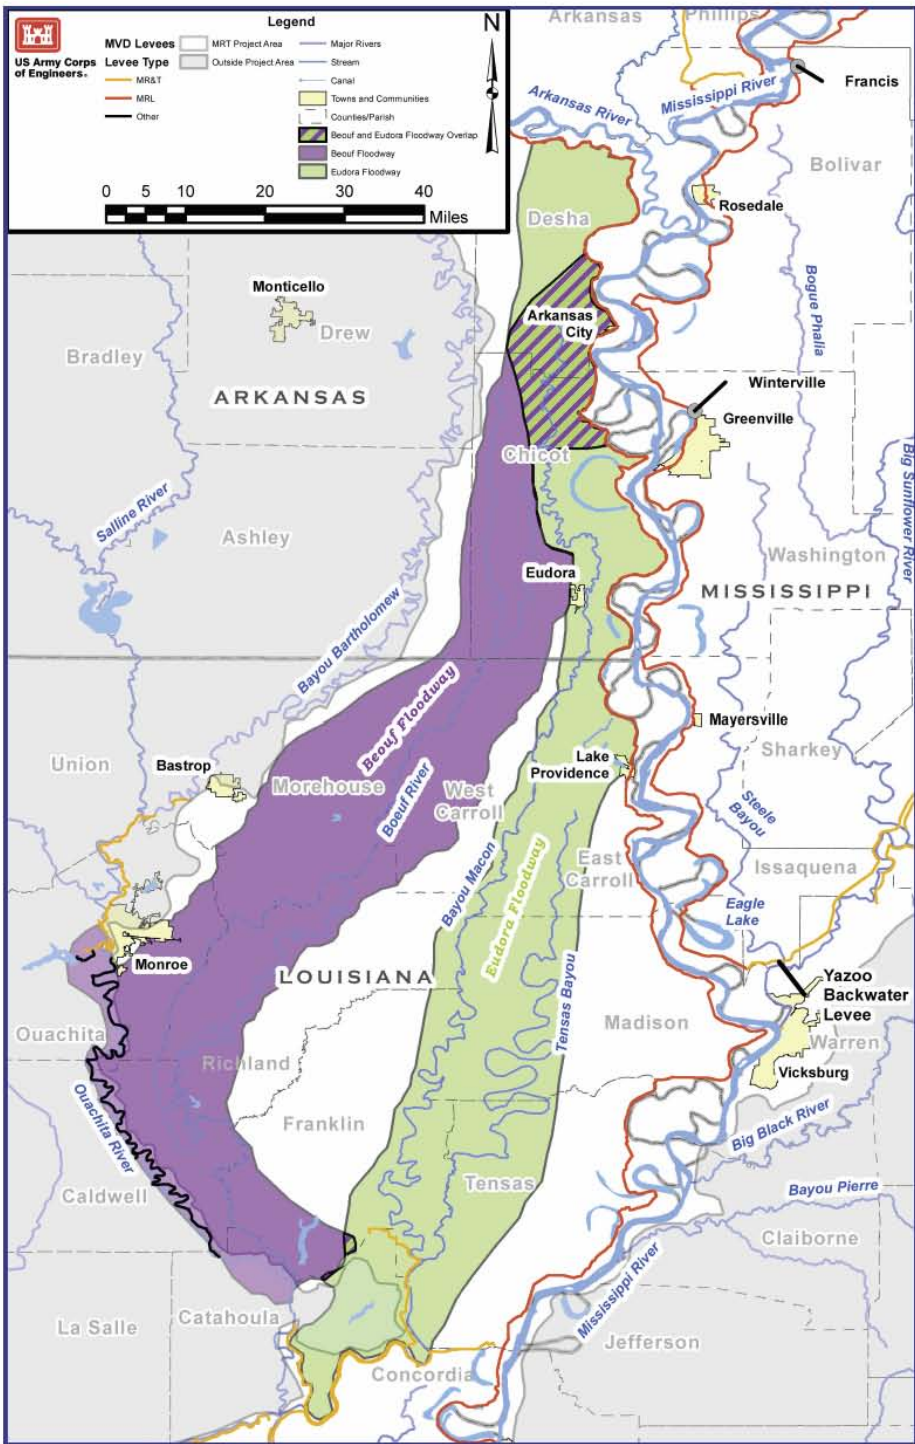 US Army Corps
of Engineers®
Legend
MVD Levees
Levee Type
MR&T
MRL
Other
MRT Project Area
Outside Project Area
Major Rivers
Stream
Canal
Towns and Communities
Counties/Parish
Beouf and Eudora Floodway Overlap
Beouf Floodway
Eudora Floodway
N
0 5 10 20 30 40
Miles
Arkansas
Phillips
Francis
Mississippi River
Arkansas River
Bolivar
Rosedale
Desha
Bogue Phalia
Monticello
Drew
Arkansas
City
Bradley
ARKANSAS
Winterville
Greenville
Chicot
Big Sunflower River
Salline River
Ashley
Washington
Eudora
MISSISSIPPI
Bayou Bartholomew
Beouf Floodway
Mayersville
Union
Bastrop
Morehouse
Boeuf River
West
Carroll
Lake
Providence
Sharkey
Steele
Bayou
Bayou Macon
Eudora Floodway
East
Carroll
Issaquena
Eagle
Lake
Monroe
LOUISIANA
Tensas Bayou
Yazoo
Backwater
Levee
Ouachita
Madison
Warren
Richland
Vicksburg
Ouachita River
Franklin
Big Black River
Caldwell
Tensas
Bayou Pierre
Claiborne
Mississippi River
La Salle
Catahoula
Jefferson
Concordia